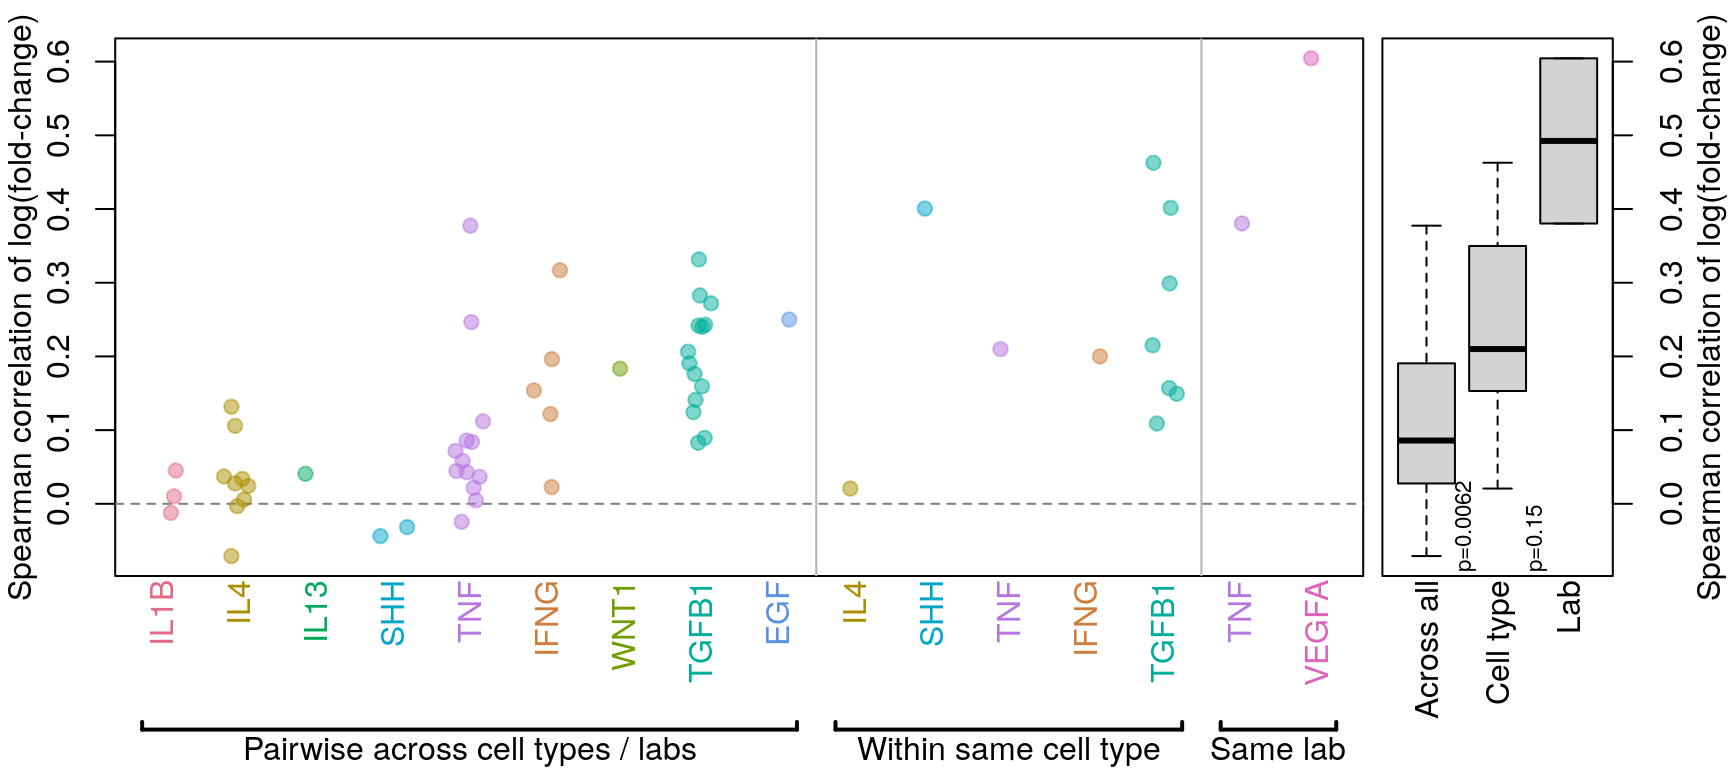 Spearman correlation of log(fold-change)
0.6
0.5
0.4
0.3
0.2
0.1
0.0
IL1B
IL4
IL13
SHH
TNF
IFNG
WNT1
TGFB1
EGF
IL4
SHH
TNF
IFNG
TGFB1
TNF
VEGFA
Pairwise across cell types / labs
Within same cell type
Same lab
p=0.0062
p=0.15
Across all
Cell type
Lab
0.6
0.5
0.4
0.3
0.2
0.1
0.0
Spearman correlation of log(fold-change)